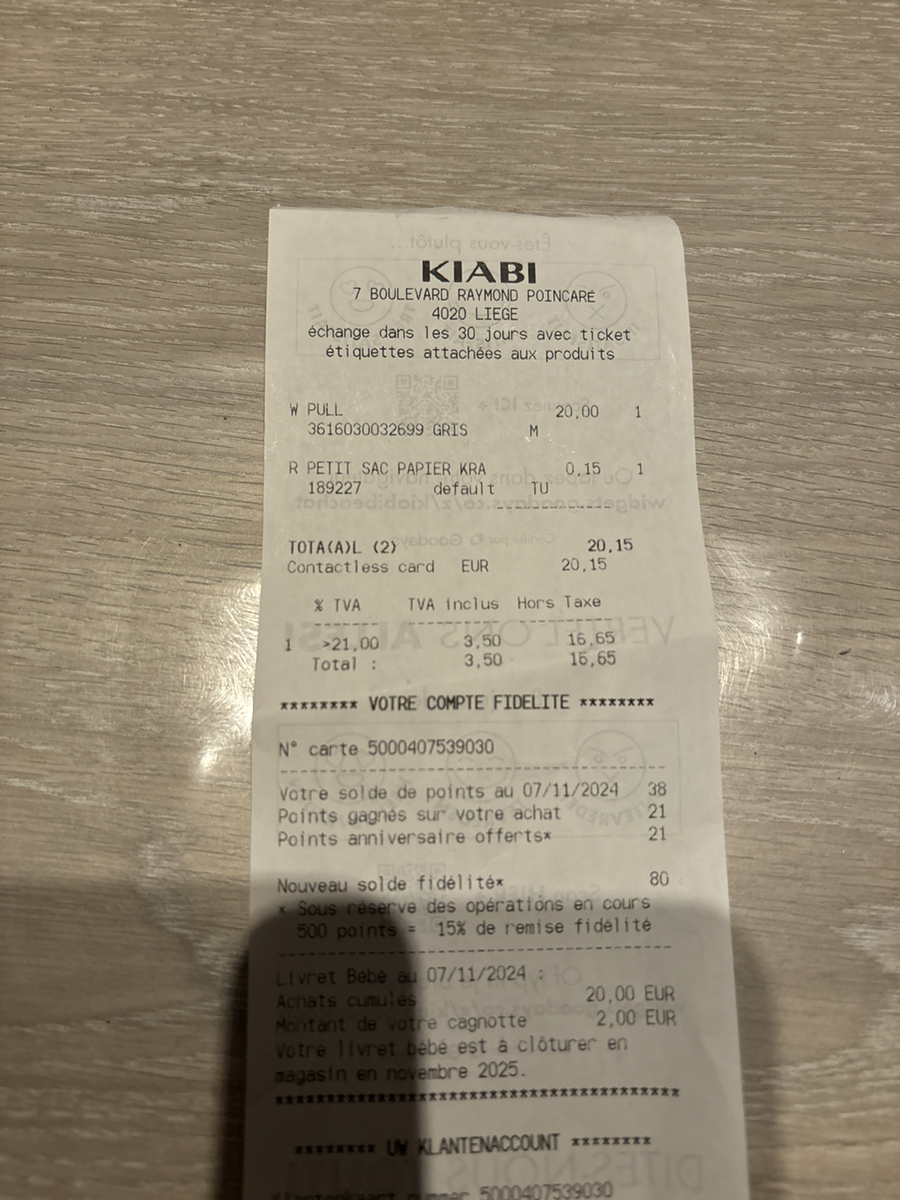 KIABI
7 BOULEVARD RAYMOND POINCARE
4020 LIEGE
échange dans les 30 jours avec ticket
étiquettes attachées aux produits
W PULL 20,00 1
3616030032699 GRIS M
R PETIT SAC PAPIER KRA 0,15 1
189227 default TU
TOTA(A)L (2) 20,15
Contactless card EUR 20,15
% TVA TVA inclus Hors Taxe
1 >21,00 3,50 16,65
Total : 3,50 16,65
******** VOTRE COMPTE FIDELITE ********
N° carte 5000407539030
Votre solde de points au 07/11/2024 38
Points gagnés sur votre achat 21
Points anniversaire offerts* 21
Nouveau solde fidélité* 80
* Sous réserve des opérations en cours
500 points = 15% de remise fidélité
Livret Bébé au 07/11/2024 :
Achats cumulés 20,00 EUR
Montant de votre cagnotte 2,00 EUR
Votre livret bébé est à clôturer en
magasin en novembre 2025.
****************************************
******** UW KLANTENACCOUNT ********
5000407539030